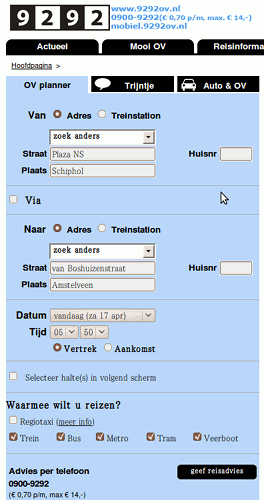 9292
www.9292ov.nl
0900-9292(€ 0,70 p/m, max. € 14,-)
mobiel.9292ov.nl
Actueel Mooi OV Reisinforma
Hoofdpagina >
OV planner Trijntje Auto & OV
Van Adres Treinstation
zoek anders
Straat Plaza NS Huisnr
Plaats Schiphol
Via
Naar Adres Treinstation
zoek anders
Straat van Boshuizenstraat Huisnr
Plaats Amstelveen
Datum vandaag (za 17 apr)
Tijd 05 50
Vertrek Aankomst
Selecteer halte(s) in volgend scherm
Waarmee wilt u reizen?
Regiotaxi (meer info)
Trein Bus Metro Tram Veerboot
Advies per telefoon
0900-9292 geef reisadvies
(€ 0,70 p/m, max € 14,-)